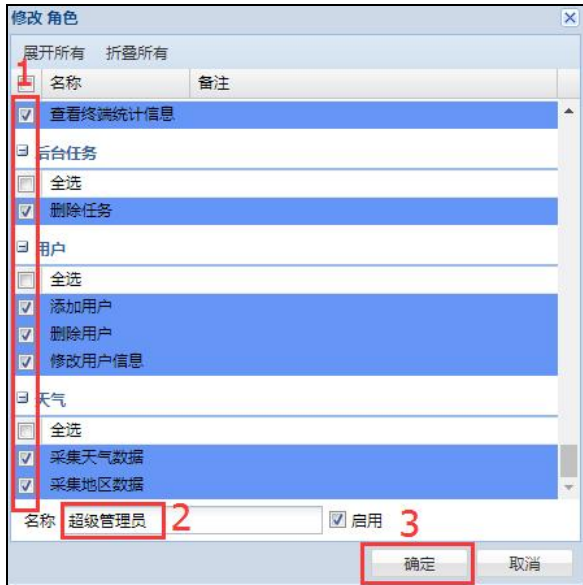 修改 角色
展开所有 折叠所有
1
名称 备注
查看终端统计信息
后台任务
全选
删除任务
用户
全选
添加用户
删除用户
修改用户信息
天气
全选
采集天气数据
采集地区数据
名称 超级管理员 2 启用 3
确定 取消